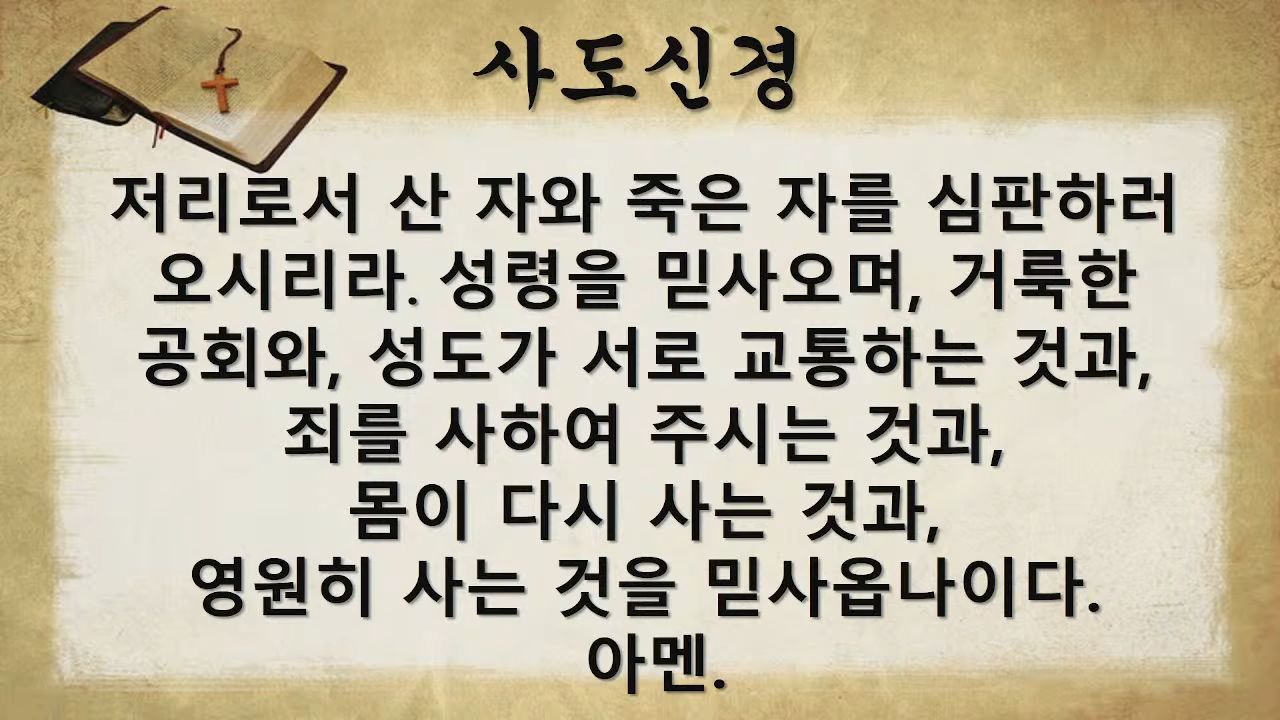 사도신경
저리로서 산 자와 죽은 자를 심판하러
오시리라. 성령을 믿사오며, 거룩한
공회와, 성도가 서로 교통하는 것과,
죄를 사하여 주시는 것과,
몸이 다시 사는 것과,
영원히 사는 것을 믿사옵나이다.
아멘.